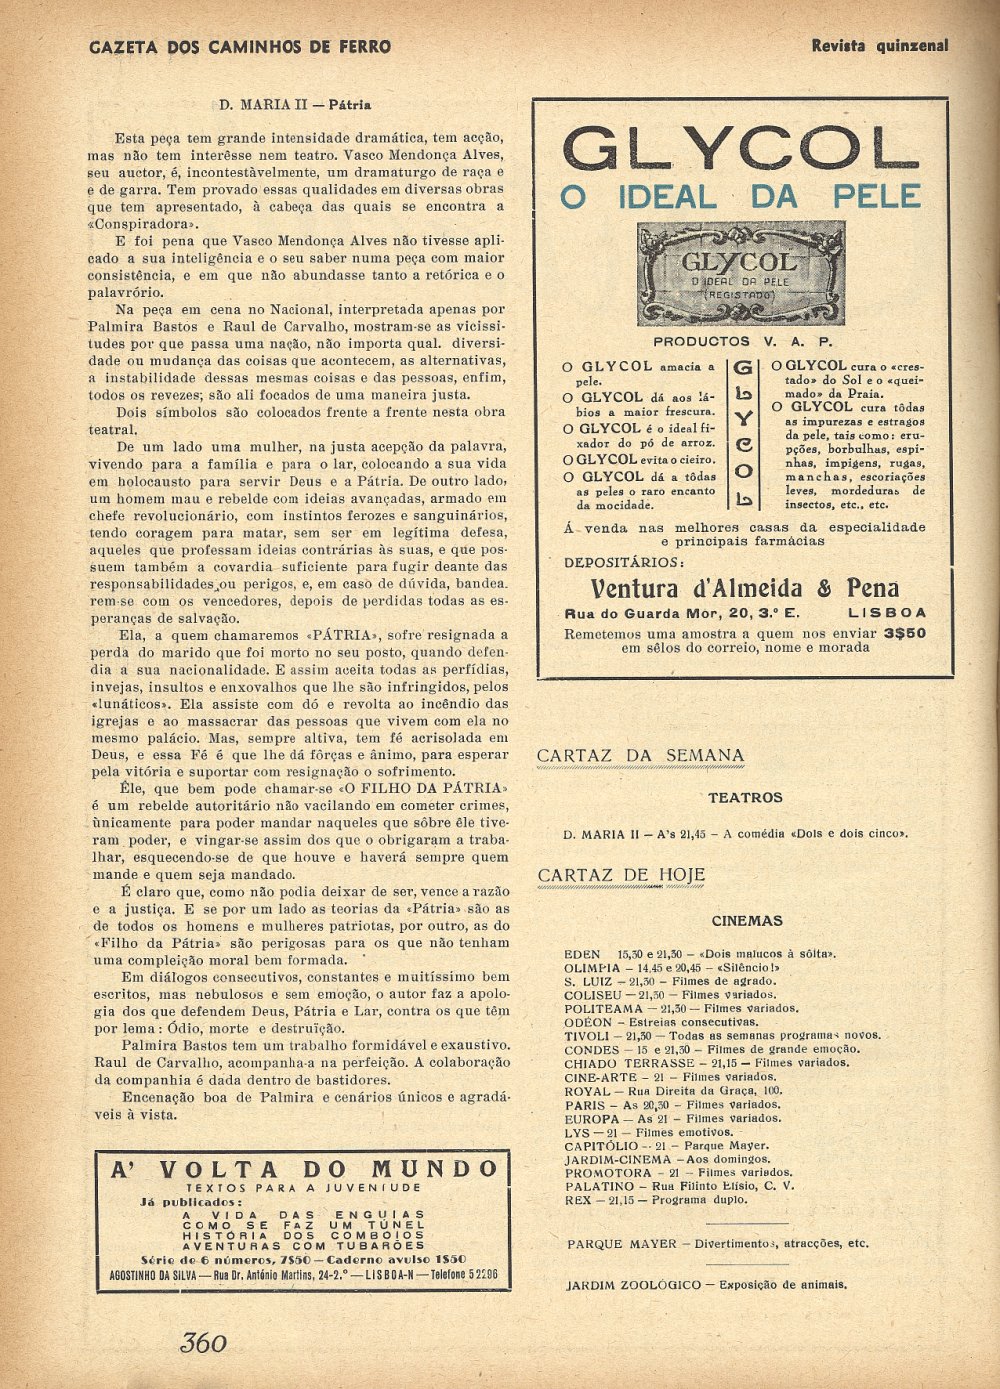 GAZETA DOS CAMINHOS DE FERRO
Revista quinzenal
D. MARIA II — Pátria
Esta peça tem grande intensidade dramática, tem acção,
mas não tem interêsse nem teatro. Vasco Mendonça Alves,
seu auctor, é, incontestàvelmente, um dramaturgo de raça e
e de garra. Tem provado essas qualidades em diversas obras
que tem apresentado, à cabeça das quais se encontra a
«Conspiradora».
E foi pena que Vasco Mendonça Alves não tivesse apli-
cado a sua inteligência e o seu saber numa peça com maior
consistência, e em que não abundasse tanto a retórica e o
palavrório.
Na peça em cena no Nacional, interpretada apenas por
Palmira Bastos e Raul de Carvalho, mostram-se as vicissi-
tudes por que passa uma nação, não importa qual. diversi-
dade ou mudança das coisas que acontecem, as alternativas,
a instabilidade dessas mesmas coisas e das pessoas, enfim,
todos os revezes; são ali focados de uma maneira justa.
Dois símbolos são colocados frente a frente nesta obra
teatral.
De um lado uma mulher, na justa acepção da palavra,
vivendo para a família e para o lar, colocando a sua vida
em holocausto para servir Deus e a Pátria. De outro lado,
um homem mau e rebelde com ideias avançadas, armado em
chefe revolucionário, com instintos ferozes e sanguinários,
tendo coragem para matar, sem ser em legítima defesa,
aqueles que professam ideias contrárias às suas, e que pos-
suem também a covardia suficiente para fugir deante das
responsabilidades ou perigos, e, em caso de dúvida, bandea.
rem-se com os vencedores, depois de perdidas todas as es-
peranças de salvação.
Ela, a quem chamaremos «PÁTRIA», sofre resignada a
perda do marido que foi morto no seu posto, quando defen-
dia a sua nacionalidade. E assim aceita todas as perfídias,
invejas, insultos e enxovalhos que lhe são infringidos, pelos
«lunáticos». Ela assiste com dó e revolta ao incêndio das
igrejas e ao massacrar das pessoas que vivem com ela no
mesmo palácio. Mas, sempre altiva, tem fé acrisolada em
Deus, e essa Fé é que lhe dá fôrças e ânimo, para esperar
pela vitória e suportar com resignação o sofrimento.
Êle, que bem pode chamar-se «O FILHO DA PÁTRIA»
é um rebelde autoritário não vacilando em cometer crimes,
ùnicamente para poder mandar naqueles que sôbre êle tive-
ram poder, e vingar-se assim dos que o obrigaram a traba-
lhar, esquecendo-se de que houve e haverá sempre quem
mande e quem seja mandado.
É claro que, como não podia deixar de ser, vence a razão
e a justiça. E se por um lado as teorias da «Pátria» são as
de todos os homens e mulheres patriotas, por outro, as do
«Filho da Pátria» são perigosas para os que não tenham
uma compleição moral bem formada.
Em diálogos consecutivos, constantes e muitíssimo bem
escritos, mas nebulosos e sem emoção, o autor faz a apolo-
gia dos que defendem Deus, Pátria e Lar, contra os que têm
por lema: Ódio, morte e destruïção.
Palmira Bastos tem um trabalho formidável e exaustivo.
Raul de Carvalho, acompanha-a na perfeição. A colaboração
da companhia é dada dentro de bastidores.
Encenação boa de Palmira e cenários únicos e agradá-
veis à vista.
A' VOLTA DO MUNDO
TEXTOS PARA A JUVENTUDE
Já publicados:
A VIDA DAS ENGUIAS
COMO SE FAZ UM TUNEL
HISTÓRIA DOS COMBOIOS
AVENTURAS COM TUBARÕES
Série de 6 números, 7$50 — Caderno avulso 1$50
AGOSTINHO DA SILVA — Rua Dr. António Martins, 24-2.º — LISBOA-N — Telefone 5 2296
360
GLYCOL
O IDEAL DA PELE
GLYCOL
O IDEAL DA PELE
(REGISTADO)
PRODUCTOS V. A. P.
O GLYCOL amacia a
pele.
O GLYCOL dá aos lá-
bios a maior frescura.
O GLYCOL é o ideal fi-
xador do pó de arroz.
O GLYCOL evita o cieiro.
O GLYCOL dá a tôdas
as peles o raro encanto
da mocidade.
GLYCOL
O GLYCOL cura o «cres-
tado» do Sol e o «quei-
mado» da Praia.
O GLYCOL cura tôdas
as impurezas e estragos
da pele, tais como: eru-
pções, borbulhas, espi-
nhas, impigens, rugas,
manchas, escoriações
leves, mordeduras de
insectos, etc., etc.
Á venda nas melhores casas da especialidade
e principais farmácias
DEPOSITÁRIOS:
Ventura d'Almeida & Pena
Rua do Guarda Mor, 20, 3.º E. LISBOA
Remetemos uma amostra a quem nos enviar 3$50
em sêlos do correio, nome e morada
CARTAZ DA SEMANA
TEATROS
D. MARIA II — A's 21,45 — A comédia «Dois e dois cinco».
CARTAZ DE HOJE
CINEMAS
EDEN 15,30 e 21,30 — «Dois malucos à sôlta».
OLIMPIA — 14,45 e 20,45 — «Silêncio!»
S. LUIZ — 21,30 — Filmes de agrado.
COLISEU — 21,30 — Filmes variados.
POLITEAMA — 21,30 — Filmes variados.
ODÉON — Estreias consecutivas.
TIVOLI — 21,30 — Todas as semanas programas novos.
CONDES — 15 e 21,30 — Filmes de grande emoção.
CHIADO TERRASSE — 21,15 — Filmes variados.
CINE-ARTE — 21 — Filmes variados.
ROYAL — Rua Direita da Graça, 100.
PARIS — As 20,30 — Filmes variados.
EUROPA — As 21 — Filmes variados.
LYS — 21 — Filmes emotivos.
CAPITÓLIO — 21 — Parque Mayer.
JARDIM-CINEMA — Aos domingos.
PROMOTORA — 21 — Filmes variados.
PALATINO — Rua Filinto Elísio, C. V.
REX — 21,15 — Programa duplo.
PARQUE MAYER — Divertimentos, atracções, etc.
JARDIM ZOOLÓGICO — Exposição de animais.